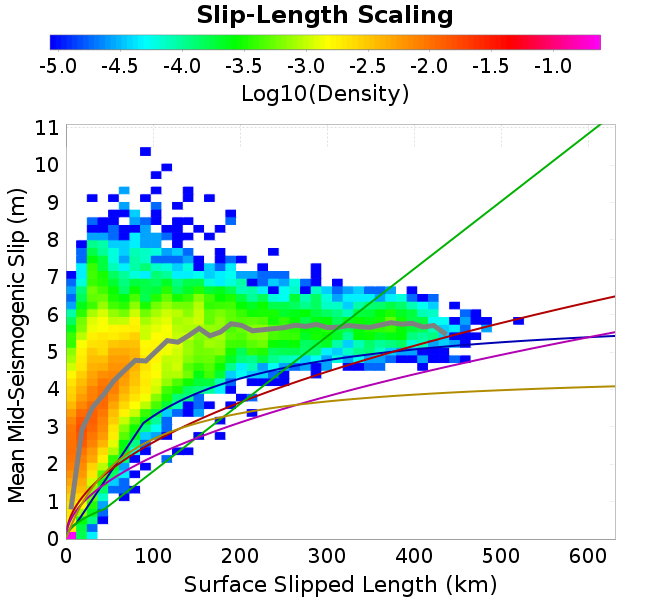 Slip-Length Scaling
-5.0 -4.5 -4.0 -3.5 -3.0 -2.5 -2.0 -1.5 -1.0
Log10(Density)
Mean Mid-Seismogenic Slip (m)
11
10
9
8
7
6
5
4
3
2
1
0
0 100 200 300 400 500 600
Surface Slipped Length (km)